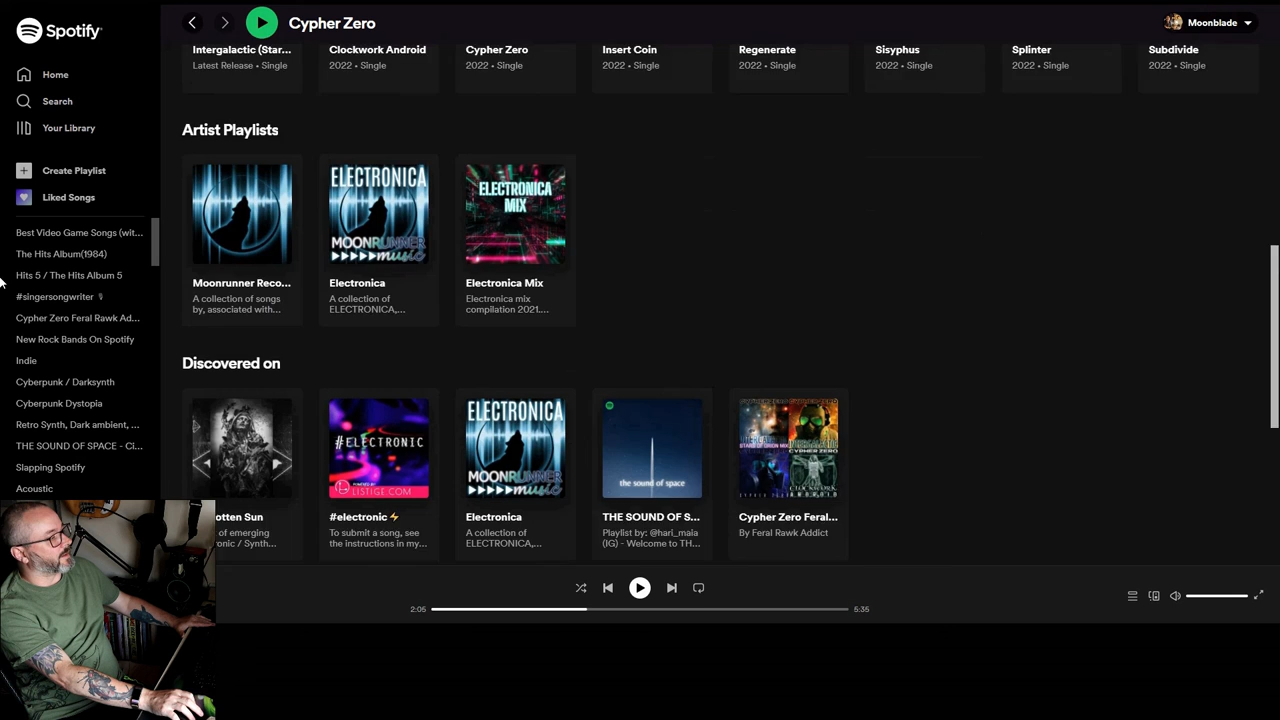 Spotify
Home
Search
Your Library
Create Playlist
Liked Songs
Best Video Game Songs (wit...
The Hits Album(1984)
Hits 5 / The Hits Album 5
#singersongwriter
Cypher Zero Feral Rawk Ad...
New Rock Bands On Spotify
Indie
Cyberpunk / Darksynth
Cyberpunk Dystopia
Retro Synth, Dark ambient, ...
THE SOUND OF SPACE - Ci...
Slapping Spotify
Acoustic
Cypher Zero
Moonblade
Intergalactic (Star...
Latest Release • Single
Clockwork Android
2022 • Single
Cypher Zero
2022 • Single
Insert Coin
2022 • Single
Regenerate
2022 • Single
Sisyphus
2022 • Single
Splinter
2022 • Single
Subdivide
2022 • Single
Artist Playlists
Moonrunner Reco...
A collection of songs
by, associated with...
ELECTRONICA
MOONRUNNER
music
Electronica
A collection of
ELECTRONICA,...
ELECTRONICA
MIX
Electronica Mix
Electronica mix
compilation 2021....
Discovered on
otten Sun
of emerging
ronic / Synth...
#ELECTRONIC
LISTIGE.COM
#electronic
To submit a song, see
the instructions in my...
ELECTRONICA
MOONRUNNER
music
Electronica
A collection of
ELECTRONICA,...
the sound of space
THE SOUND OF S...
Playlist by: @hari_maia
(IG) - Welcome to TH...
CYPHER ZERO
Cypher Zero Feral...
By Feral Rawk Addict
2:05
5:35